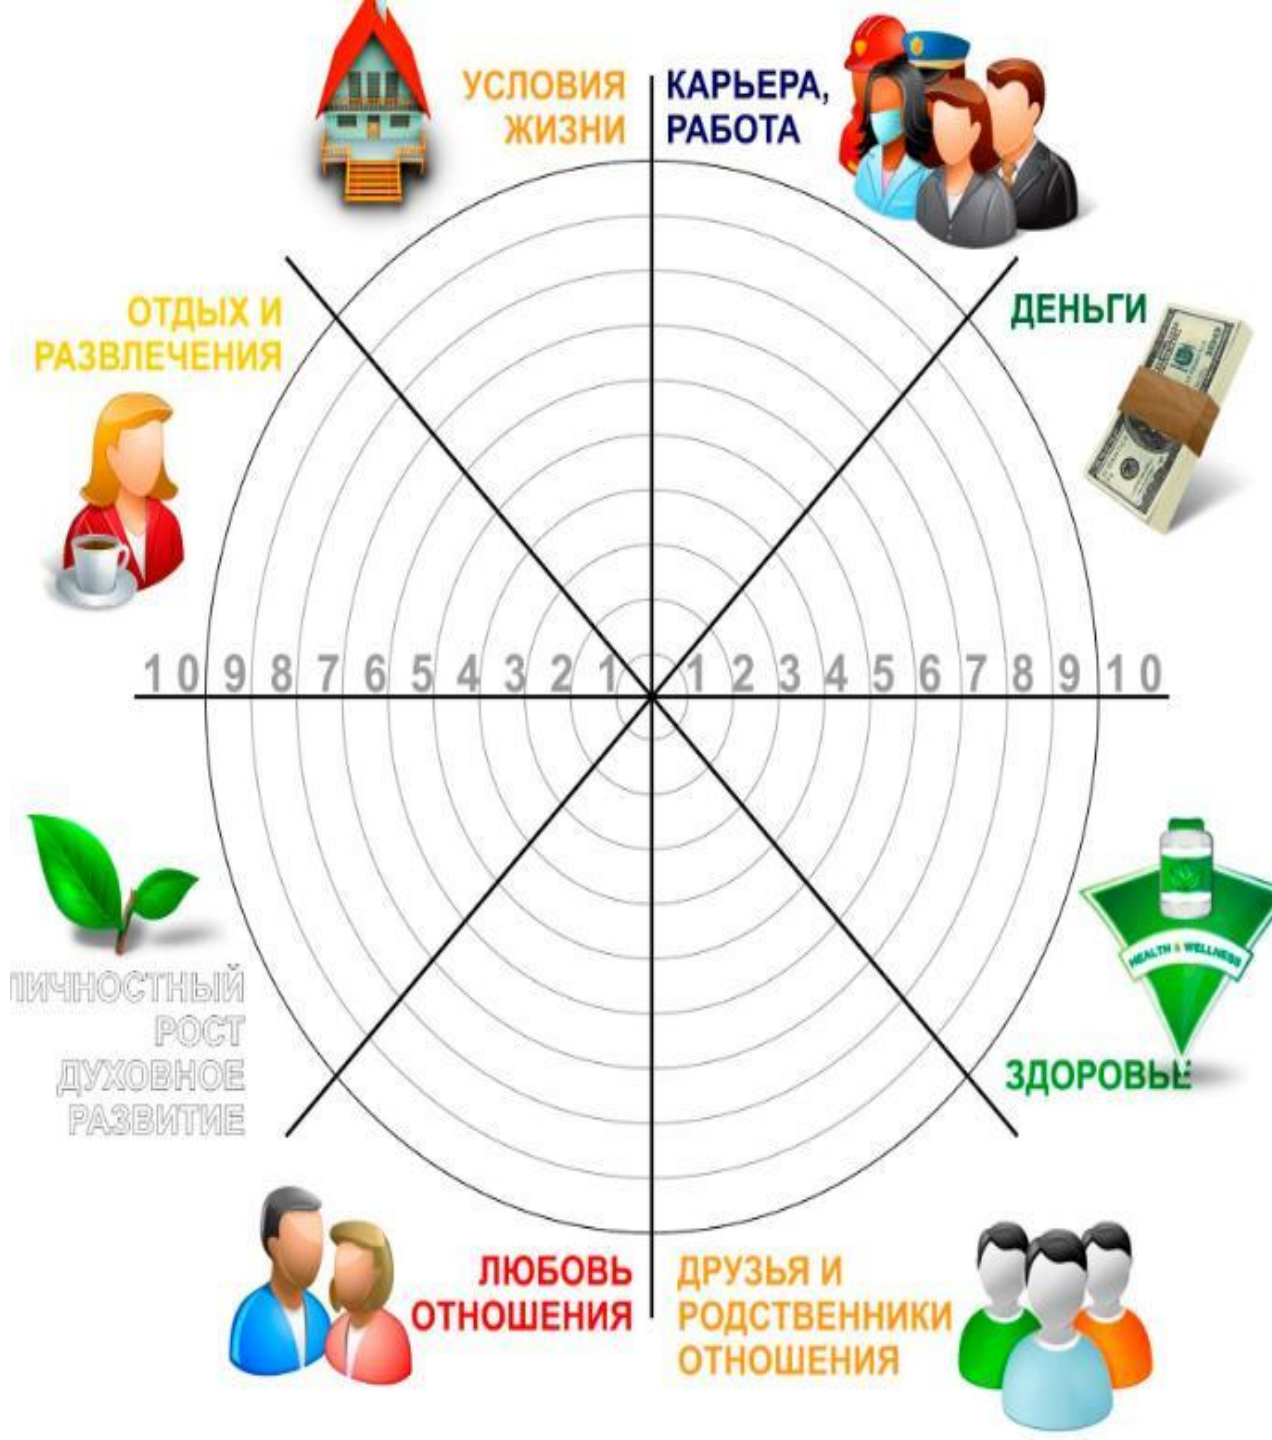 УСЛОВИЯ
ЖИЗНИ
КАРЬЕРА,
РАБОТА
ОТДЫХ И
РАЗВЛЕЧЕНИЯ
ДЕНЬГИ
10 9 8 7 6 5 4 3 2 1 1 2 3 4 5 6 7 8 9 10
HEALTH & WELLNESS
ЗДОРОВЬЕ
ЛИЧНОСТНЫЙ
РОСТ
ДУХОВНОЕ
РАЗВИТИЕ
ЛЮБОВЬ
ОТНОШЕНИЯ
ДРУЗЬЯ И
РОДСТВЕННИКИ
ОТНОШЕНИЯ